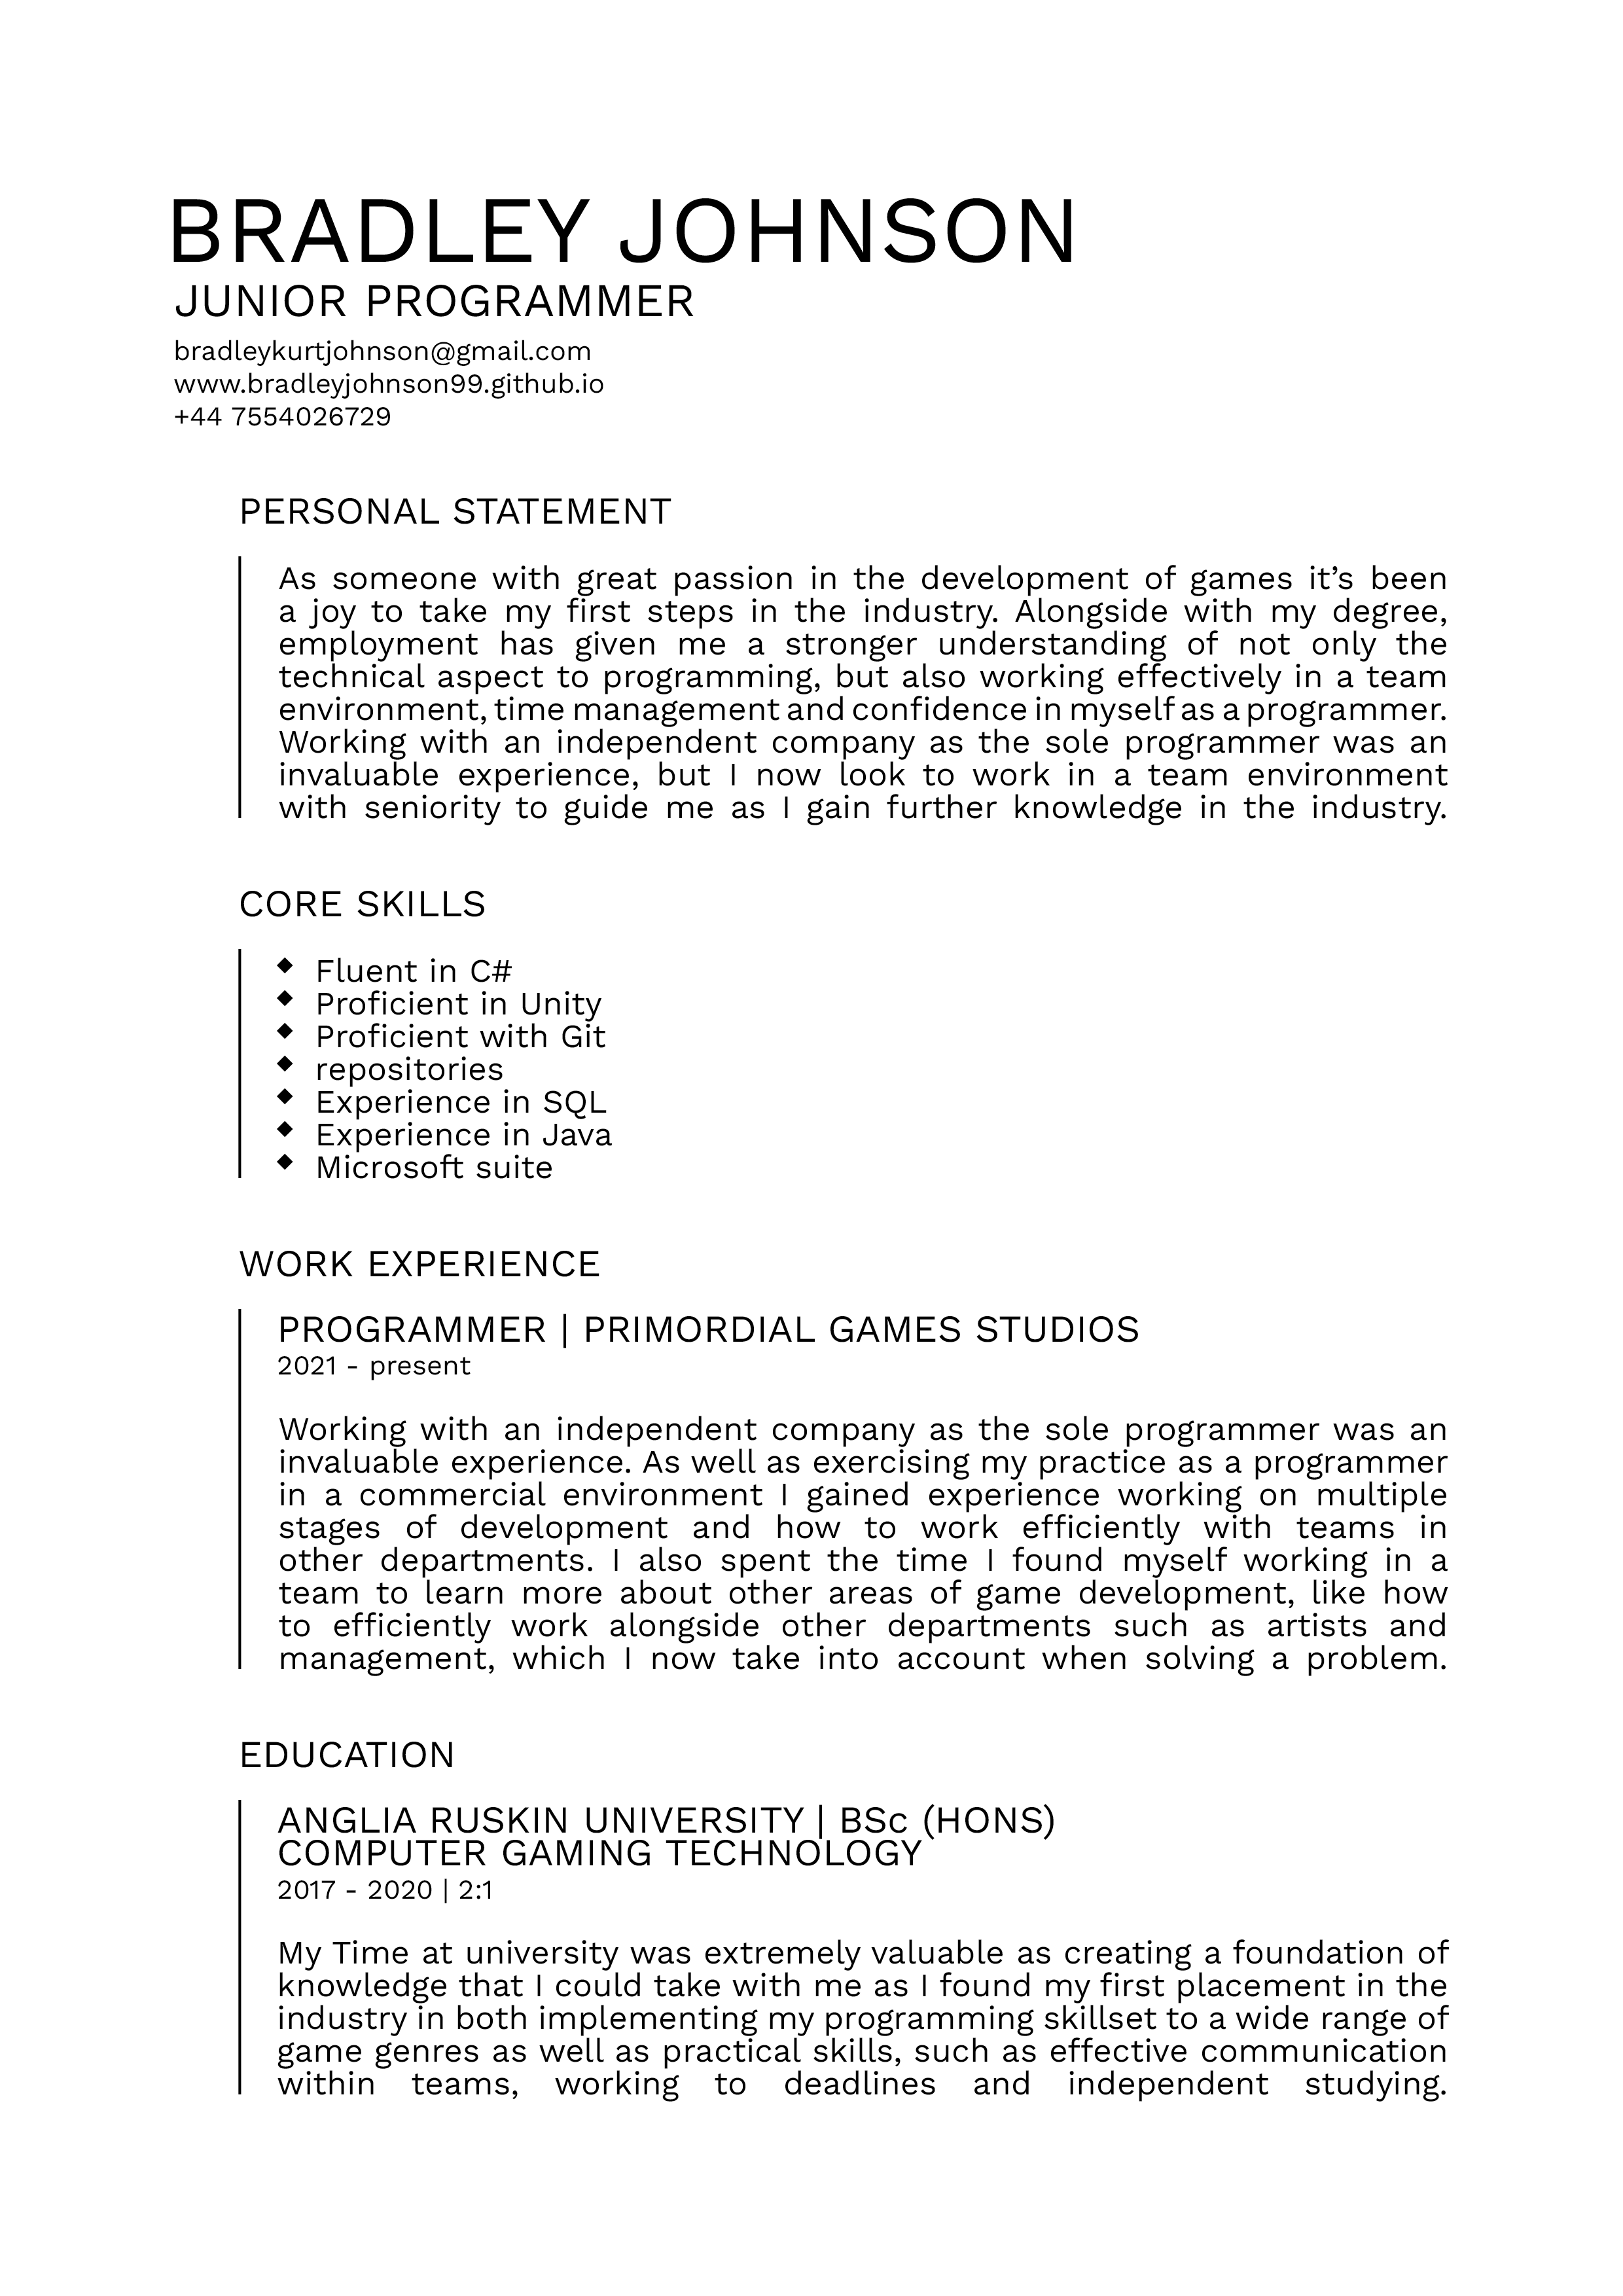 BRADLEY JOHNSON
JUNIOR PROGRAMMER
bradleykurtjohnson@gmail.com
www.bradleyjohnson99.github.io
+44 7554026729
PERSONAL STATEMENT
As someone with great passion in the development of games it’s been
a joy to take my first steps in the industry. Alongside with my degree,
employment has given me a stronger understanding of not only the
technical aspect to programming, but also working effectively in a team
environment, time management and confidence in myself as a programmer.
Working with an independent company as the sole programmer was an
invaluable experience, but I now look to work in a team environment
with seniority to guide me as I gain further knowledge in the industry.
CORE SKILLS
◆ Fluent in C#
◆ Proficient in Unity
◆ Proficient with Git
◆ repositories
◆ Experience in SQL
◆ Experience in Java
◆ Microsoft suite
WORK EXPERIENCE
PROGRAMMER | PRIMORDIAL GAMES STUDIOS
2021 - present
Working with an independent company as the sole programmer was an
invaluable experience. As well as exercising my practice as a programmer
in a commercial environment I gained experience working on multiple
stages of development and how to work efficiently with teams in
other departments. I also spent the time I found myself working in a
team to learn more about other areas of game development, like how
to efficiently work alongside other departments such as artists and
management, which I now take into account when solving a problem.
EDUCATION
ANGLIA RUSKIN UNIVERSITY | BSc (HONS)
COMPUTER GAMING TECHNOLOGY
2017 - 2020 | 2:1
My Time at university was extremely valuable as creating a foundation of
knowledge that I could take with me as I found my first placement in the
industry in both implementing my programming skillset to a wide range of
game genres as well as practical skills, such as effective communication
within teams, working to deadlines and independent studying.